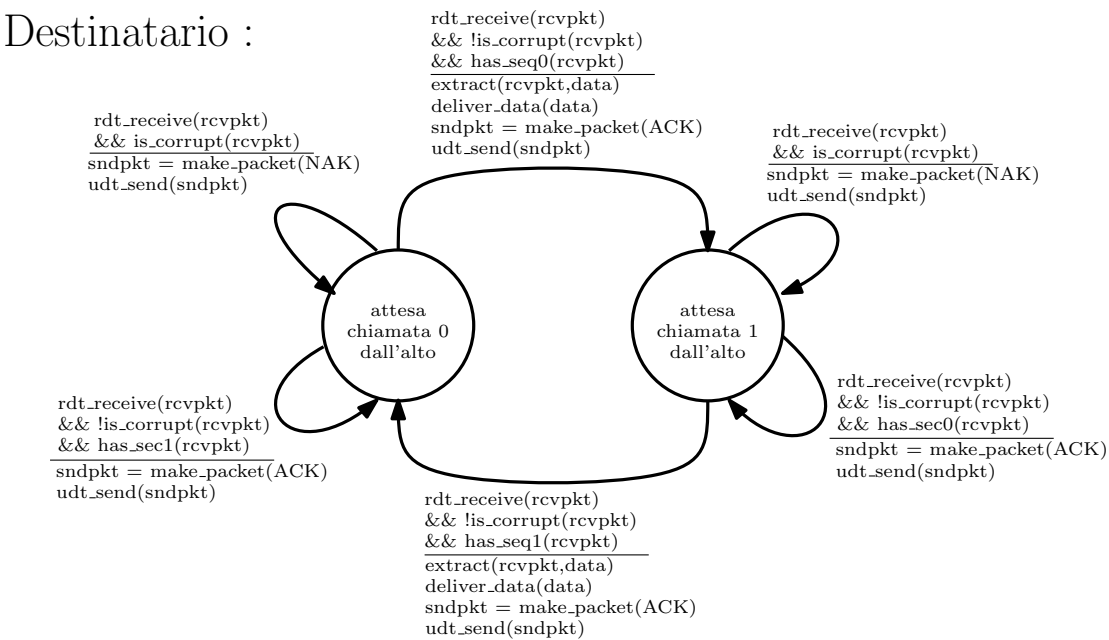 Destinatario :
rdt_receive(rcvpkt)
&& !is_corrupt(rcvpkt)
&& has_seq0(rcvpkt)
extract(rcvpkt,data)
deliver_data(data)
sndpkt = make_packet(ACK)
udt_send(sndpkt)
rdt_receive(rcvpkt)
&& is_corrupt(rcvpkt)
sndpkt = make_packet(NAK)
udt_send(sndpkt)
rdt_receive(rcvpkt)
&& is_corrupt(rcvpkt)
sndpkt = make_packet(NAK)
udt_send(sndpkt)
attesa
chiamata 0
dall'alto
attesa
chiamata 1
dall'alto
rdt_receive(rcvpkt)
&& !is_corrupt(rcvpkt)
&& has_sec1(rcvpkt)
sndpkt = make_packet(ACK)
udt_send(sndpkt)
rdt_receive(rcvpkt)
&& !is_corrupt(rcvpkt)
&& has_sec0(rcvpkt)
sndpkt = make_packet(ACK)
udt_send(sndpkt)
rdt_receive(rcvpkt)
&& !is_corrupt(rcvpkt)
&& has_seq1(rcvpkt)
extract(rcvpkt,data)
deliver_data(data)
sndpkt = make_packet(ACK)
udt_send(sndpkt)